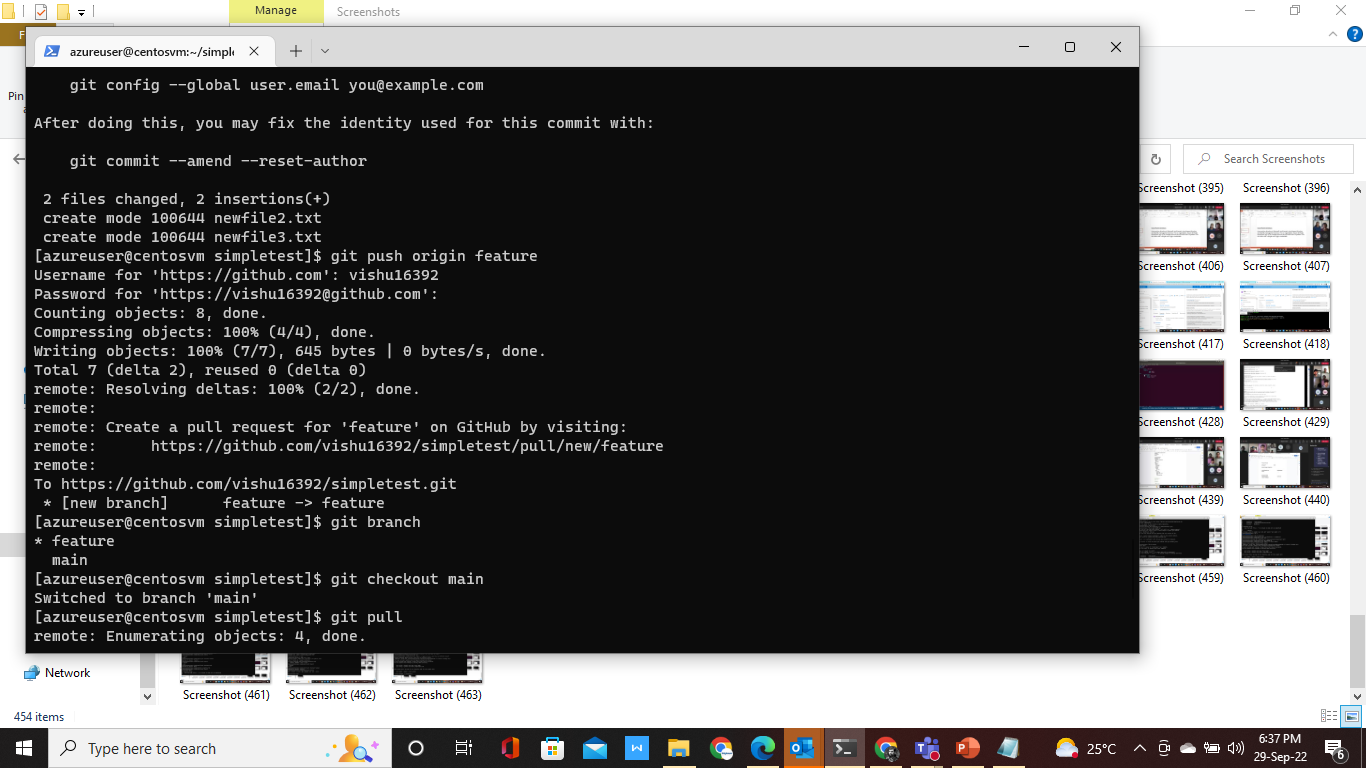 Manage
Screenshots
F
azureuser@centosvm:~/simple
Pin
Search Screenshots
git config --global user.email you@example.com
After doing this, you may fix the identity used for this commit with:
git commit --amend --reset-author
2 files changed, 2 insertions(+)
create mode 100644 newfile2.txt
create mode 100644 newfile3.txt
[azureuser@centosvm simpletest]$ git push origin feature
Username for 'https://github.com': vishu16392
Password for 'https://vishu16392@github.com':
Counting objects: 8, done.
Compressing objects: 100% (4/4), done.
Writing objects: 100% (7/7), 645 bytes | 0 bytes/s, done.
Total 7 (delta 2), reused 0 (delta 0)
remote: Resolving deltas: 100% (2/2), done.
remote:
remote: Create a pull request for 'feature' on GitHub by visiting:
remote:      https://github.com/vishu16392/simpletest/pull/new/feature
remote:
To https://github.com/vishu16392/simpletest.git
* [new branch]      feature -> feature
[azureuser@centosvm simpletest]$ git branch
* feature
main
[azureuser@centosvm simpletest]$ git checkout main
Switched to branch 'main'
[azureuser@centosvm simpletest]$ git pull
remote: Enumerating objects: 4, done.
Screenshot (395) Screenshot (396)
Screenshot (406) Screenshot (407)
Screenshot (417) Screenshot (418)
Screenshot (428) Screenshot (429)
Screenshot (439) Screenshot (440)
Screenshot (459) Screenshot (460)
Network
Screenshot (461) Screenshot (462) Screenshot (463)
454 items
Type here to search
25°C
6:37 PM
29-Sep-22
6